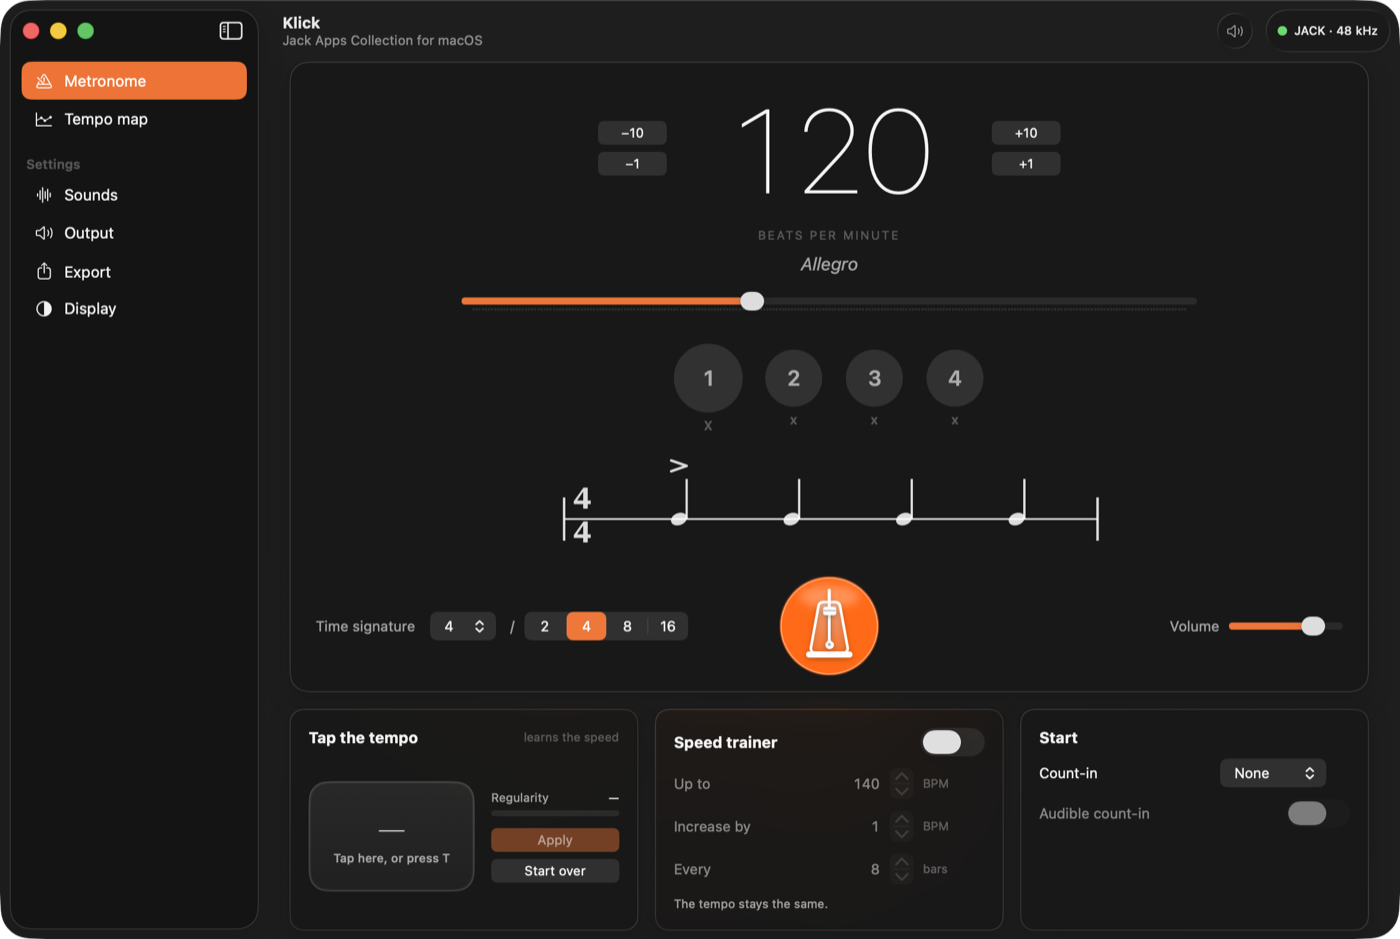 Klick
Jack Apps Collection for macOS
JACK · 48 kHz
Metronome
Tempo map
Settings
Sounds
Output
Export
Display
−10
−1
120
+10
+1
BEATS PER MINUTE
Allegro
1 2 3 4
x x x x
>
4
4
Time signature 4 / 2 4 8 16
Volume
Tap the tempo learns the speed
—
Tap here, or press T
Regularity —
Apply
Start over
Speed trainer
Up to 140 BPM
Increase by 1 BPM
Every 8 bars
The tempo stays the same.
Start
Count-in None
Audible count-in